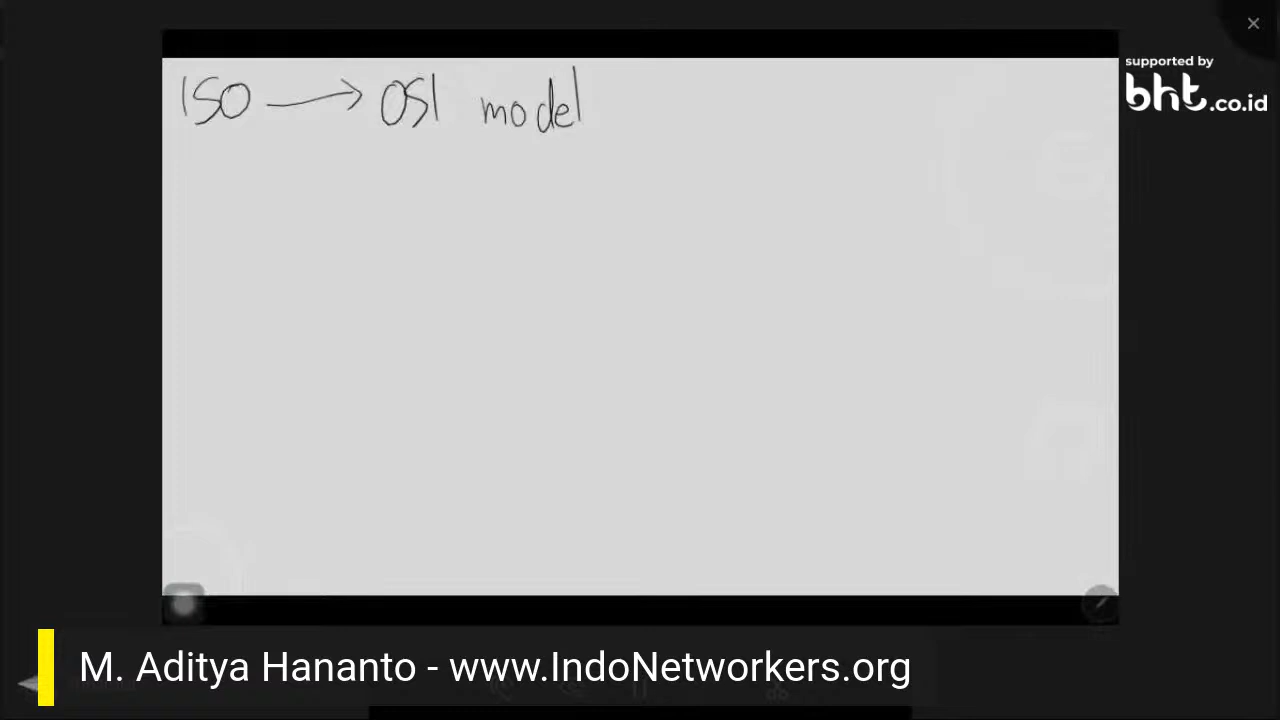 ISO → OSI model
supported by
bht.co.id
M. Aditya Hananto - www.IndoNetworkers.org